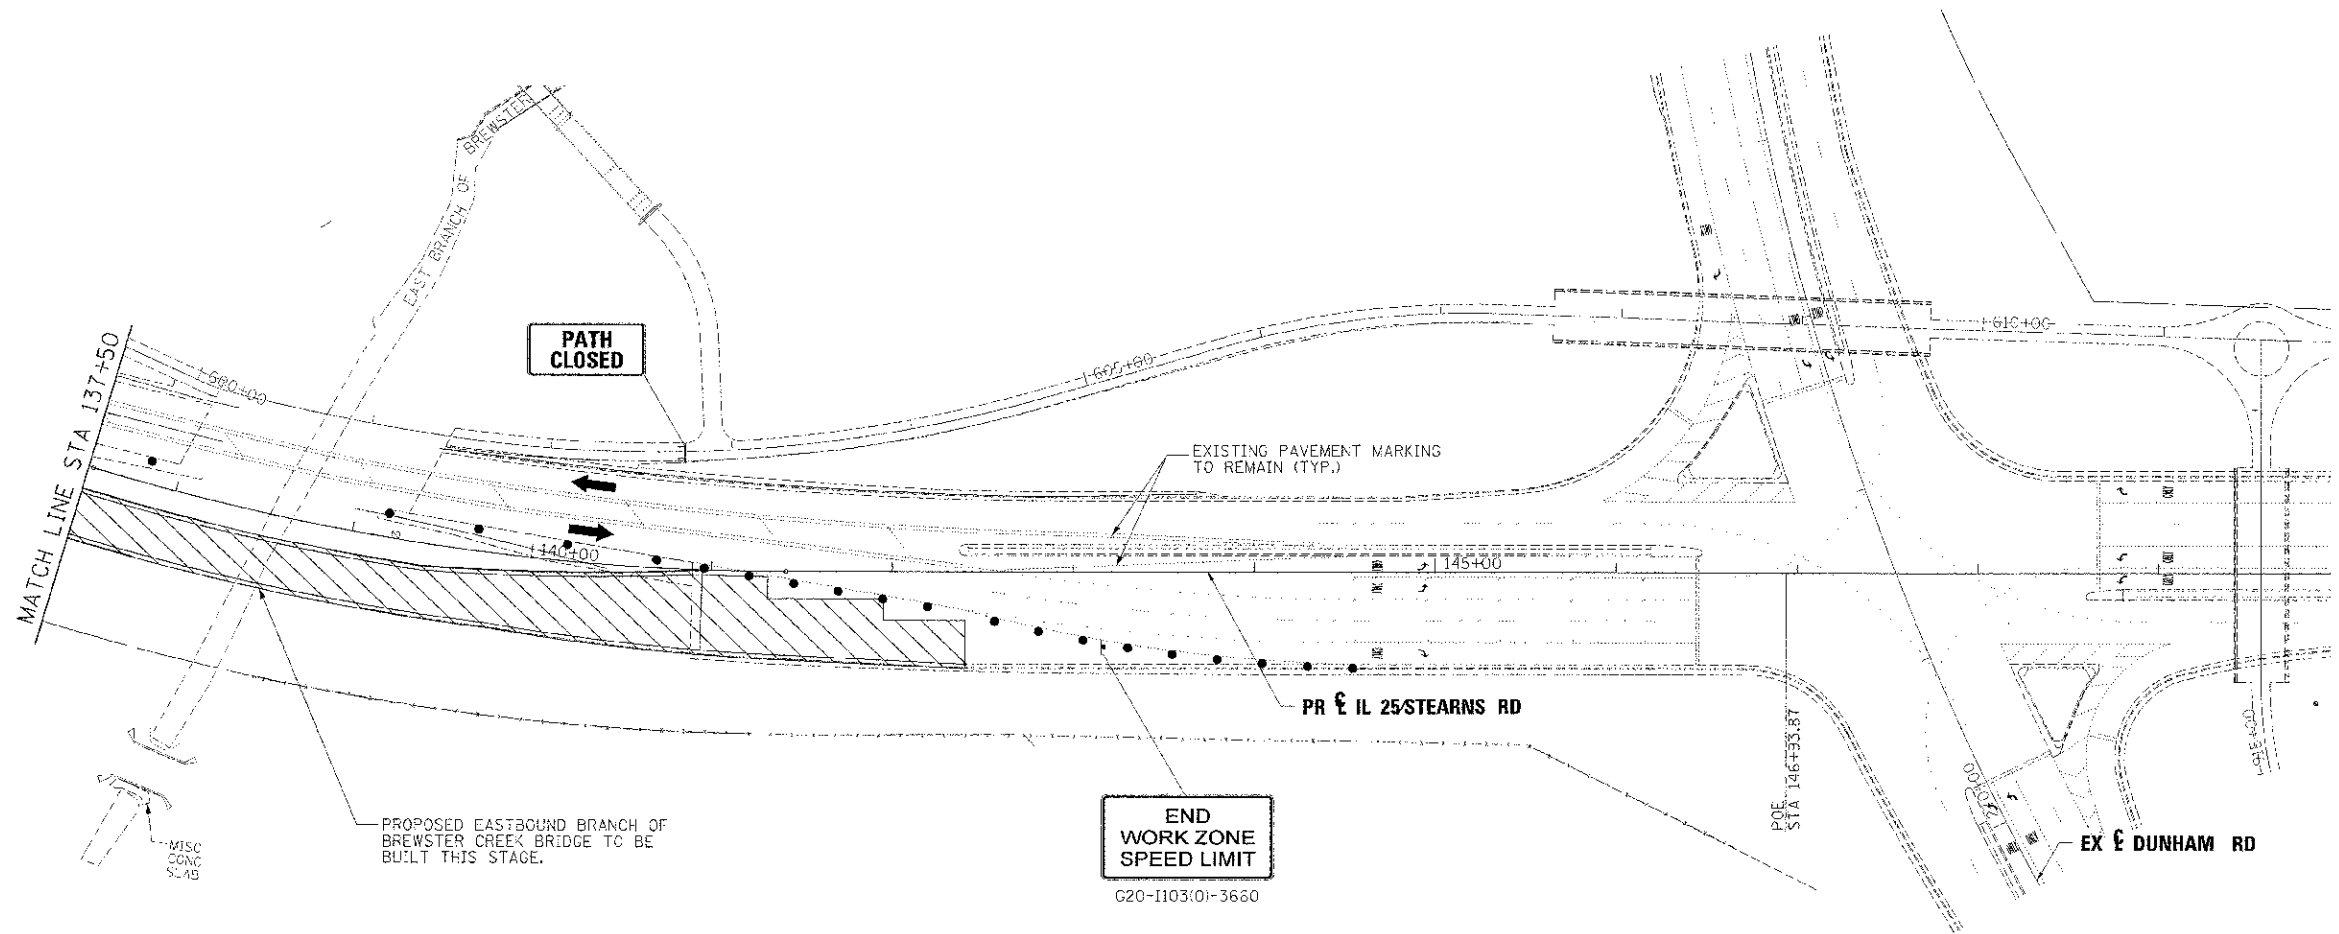 MATCH LINE STA 137+50
EAST BRANCH OF
BREWSTER
PATH
CLOSED
140+00
EXISTING PAVEMENT MARKING
TO REMAIN (TYP.)
145+00
610+00
PR ℄ IL 25/STEARNS RD
END
WORK ZONE
SPEED LIMIT
G20-I103(0)-3660
PROPOSED EASTBOUND BRANCH OF
BREWSTER CREEK BRIDGE TO BE
BUILT THIS STAGE.
MISC
CONC
SLAB
POE
STA 146+93.87
EX ℄ DUNHAM RD